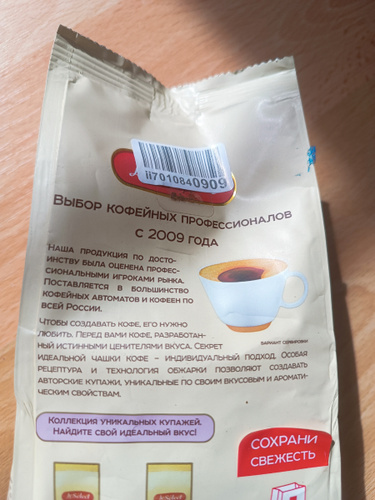 ii7010840909
Выбор кофейных профессионалов
с 2009 года
Наша продукция по досто-
инству была оценена профес-
сиональными игроками рынка.
Поставляется в большинство
кофейных автоматов и кофеен по
всей России.
Чтобы создавать кофе, его нужно
любить. Перед вами кофе, разработан-
ный истинными ценителями вкуса. Секрет
вариант сервировки
идеальной чашки кофе – индивидуальный подход. Особая
рецептура и технология обжарки позволяют создавать
авторские купажи, уникальные по своим вкусовым и аромати-
ческим свойствам.
Коллекция уникальных купажей.
Найдите свой идеальный вкус!
СОХРАНИ
СВЕЖЕСТЬ